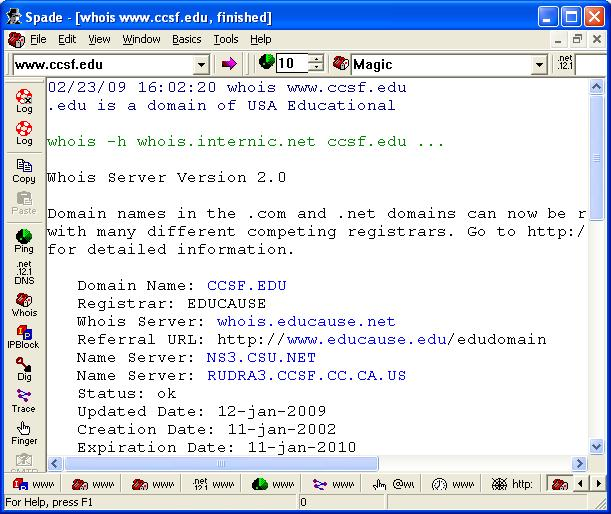 Spade - [whois www.ccsf.edu, finished]
File Edit View Window Basics Tools Help
www.ccsf.edu 10 Magic .net 12.1
Log
Log
Copy
Paste
Ping
.net 12.1 DNS
Whois
IPBlock
Dig
Trace
Finger
02/23/09 16:02:20 whois www.ccsf.edu
.edu is a domain of USA Educational
whois -h whois.internic.net ccsf.edu ...
Whois Server Version 2.0
Domain names in the .com and .net domains can now be r
with many different competing registrars. Go to http:/
for detailed information.
Domain Name: CCSF.EDU
Registrar: EDUCAUSE
Whois Server: whois.educause.net
Referral URL: http://www.educause.edu/edudomain
Name Server: NS3.CSU.NET
Name Server: RUDRA3.CCSF.CC.CA.US
Status: ok
Updated Date: 12-jan-2009
Creation Date: 11-jan-2002
Expiration Date: 11-jan-2010
www www www .net 12.1 www www www @wv www http:
For Help, press F1 0